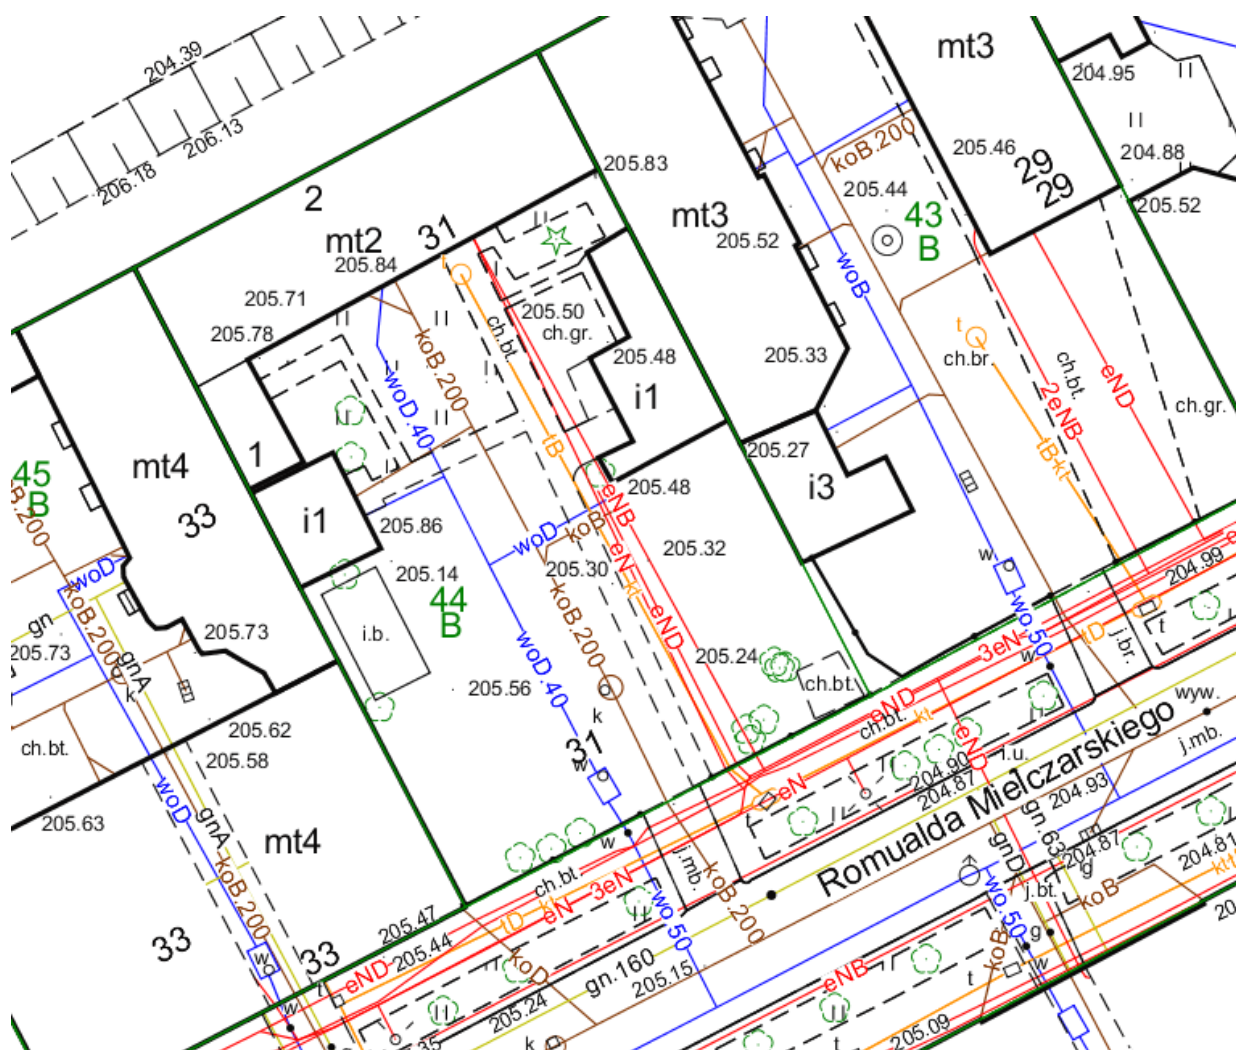 204.39
206.13
206.18
2
mt2
31
205.84
205.71
205.78
205.83
mt3
205.52
mt3
204.95
205.46
29
29
204.88
205.52
koB.200
205.44
43
B
woB
t
205.50
ch.gr.
ch.bt.
205.48
i1
205.33
koB.200
woD.40
t
ch.br.
ch.bt.
2eNB
eND
ch.gr.
tB-kt
1
mt4
33
45
B
B.200
i1
tB
205.86
205.48
eNB
koB
woD
205.27
i3
205.32
205.30
eN
kt
eND
205.14
44
B
i.b.
koB.200
woD.40
205.56
woD
koB.200
gn
gnA
k
205.73
205.73
205.62
205.58
ch.bt.
woD
gnA
koB.200
205.63
mt4
33
33
205.24
ch.bt.
k
31
w
w
wo.50
w
3eN
tD
204.99
t
j.br.
eND
ch.bt.
kt
eND
i.u.
wyw.
j.mb.
204.90
204.87
204.93
Romualda Mielczarskiego
eN
t
w
j.mb.
koB.200
ch.bt.
3eN
eN
kt
tD
wo.50
205.47
205.44
eND
koD
gn.160
205.15
205.24
k
w
w
t
gnD
gn.63
204.87
204.81
g
j.bt.
koB
ktt
wo.50
koB
g
w
t
eNB
205.09
t